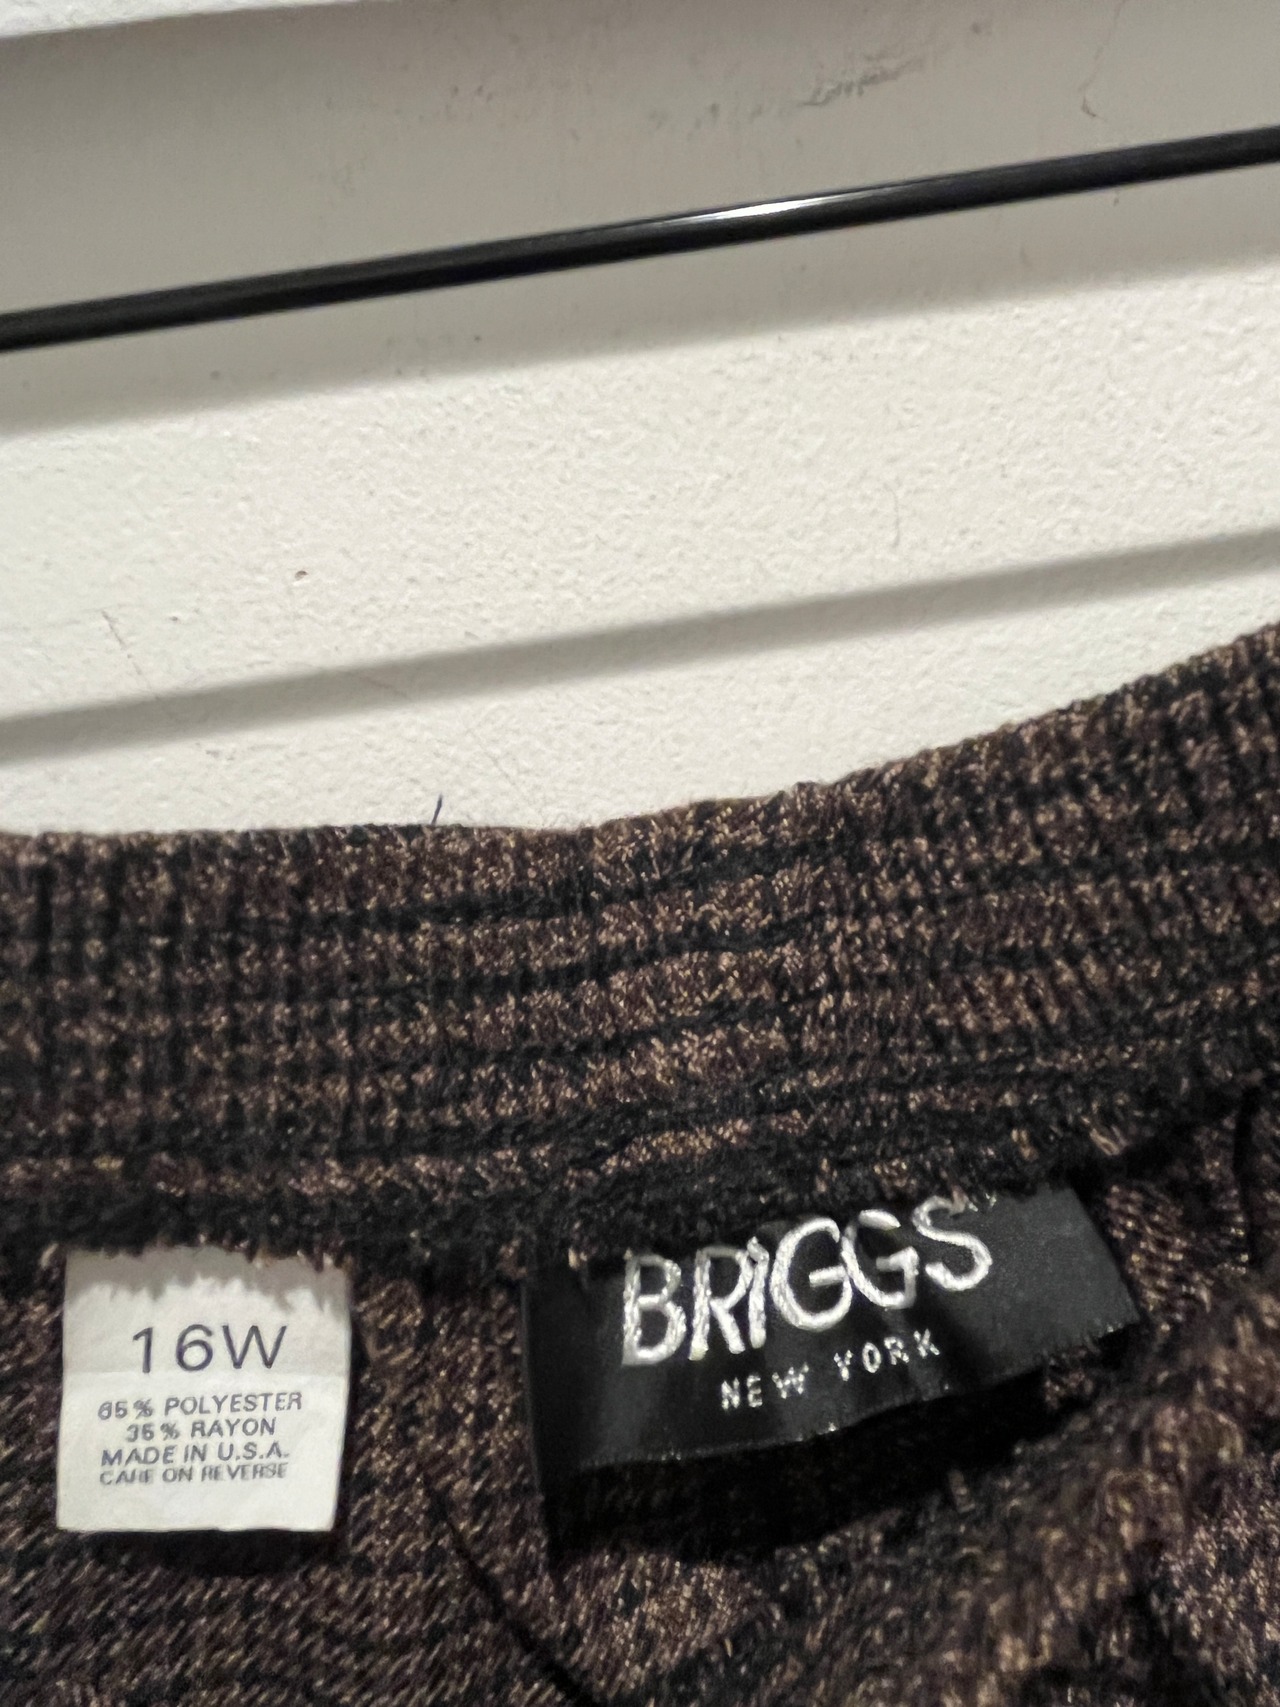 16W
65% POLYESTER
35% RAYON
MADE IN U.S.A.
CARE ON REVERSE
BRiGGS
NEW YORK